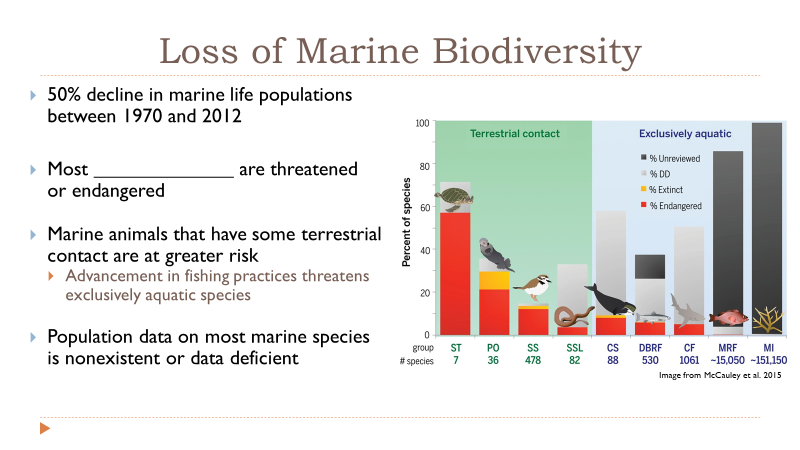 Loss of Marine Biodiversity
50% decline in marine life populations
between 1970 and 2012
Most ______________ are threatened
or endangered
Marine animals that have some terrestrial
contact are at greater risk
Advancement in fishing practices threatens
exclusively aquatic species
Population data on most marine species
is nonexistent or data deficient
Percent of species
100
80
60
40
20
0
Terrestrial contact
Exclusively aquatic
% Unreviewed
% DD
% Extinct
% Endangered
group ST PO SS SSL CS DBRF CF MRF MI
# species 7 36 478 82 88 530 1061 ~15,050 ~151,150
Image from McCauley et al. 2015